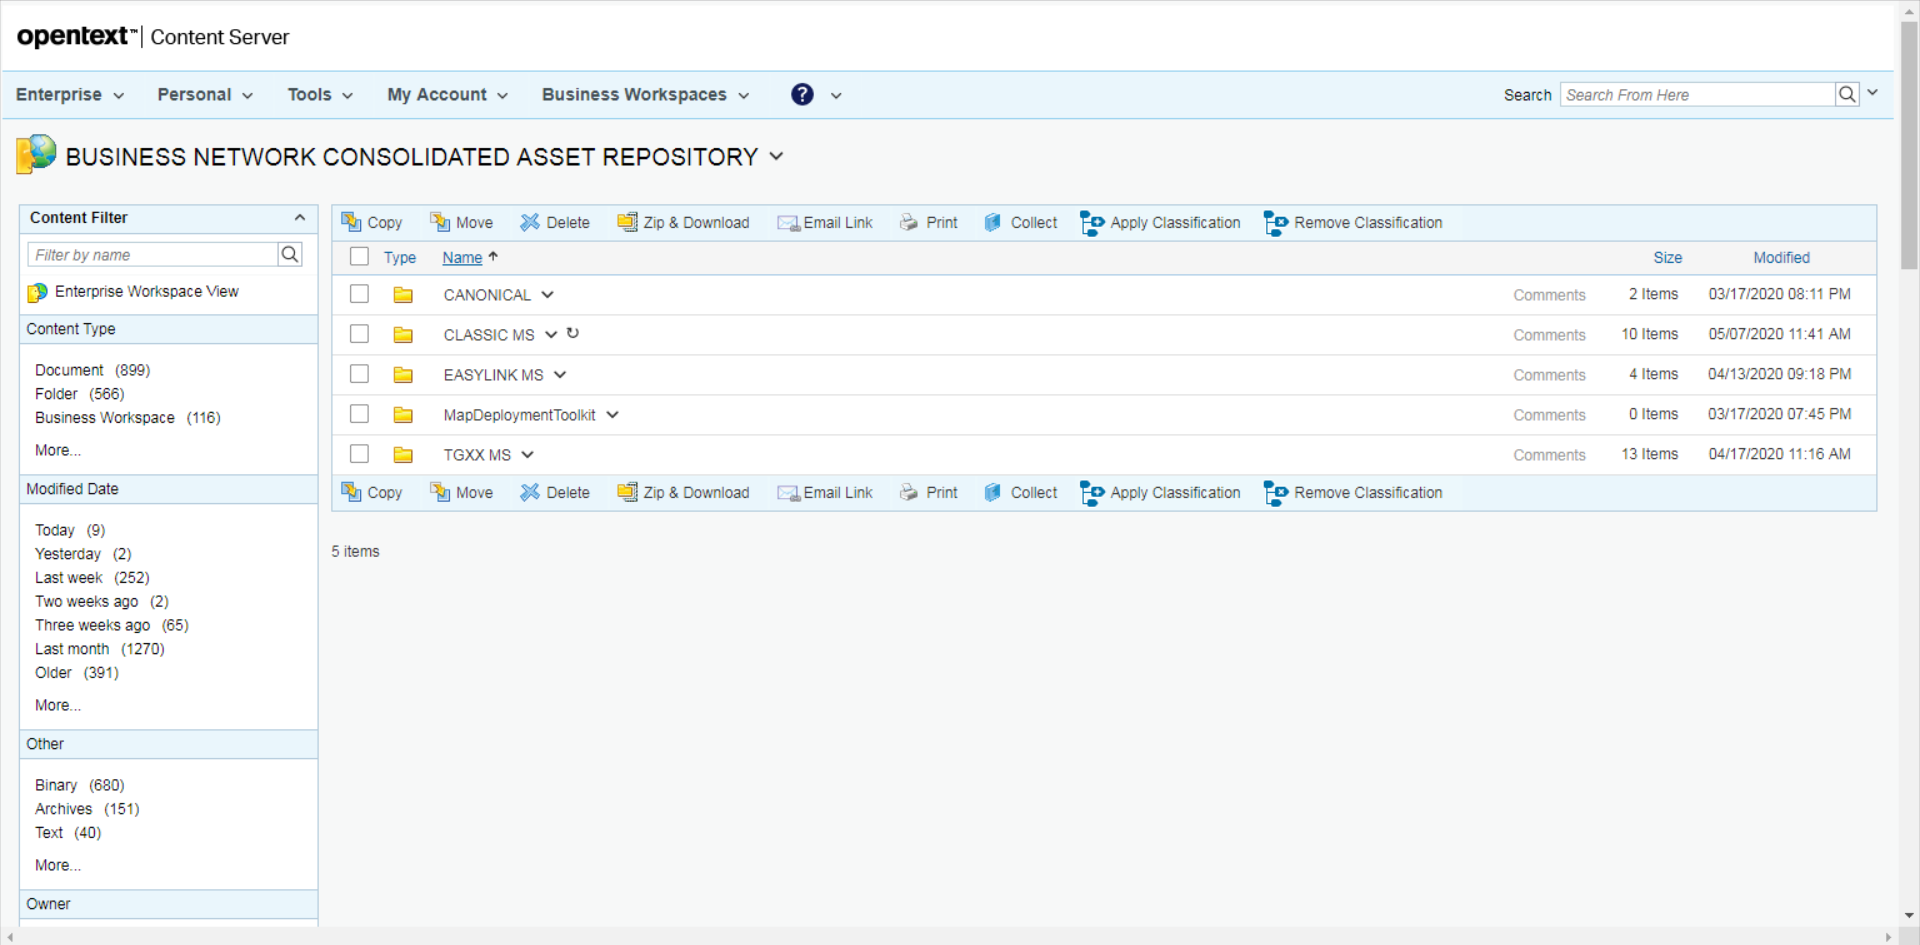 opentext™ | Content Server
Enterprise Personal Tools My Account Business Workspaces ? Search Search From Here
BUSINESS NETWORK CONSOLIDATED ASSET REPOSITORY
Content Filter
Filter by name
Enterprise Workspace View
Content Type
Document (899)
Folder (566)
Business Workspace (116)
More...
Modified Date
Today (9)
Yesterday (2)
Last week (252)
Two weeks ago (2)
Three weeks ago (65)
Last month (1270)
Older (391)
More...
Other
Binary (680)
Archives (151)
Text (40)
More...
Owner
Copy Move Delete Zip & Download Email Link Print Collect Apply Classification Remove Classification
Type Name Size Modified
CANONICAL Comments 2 Items 03/17/2020 08:11 PM
CLASSIC MS Comments 10 Items 05/07/2020 11:41 AM
EASYLINK MS Comments 4 Items 04/13/2020 09:18 PM
MapDeploymentToolkit Comments 0 Items 03/17/2020 07:45 PM
TGXX MS Comments 13 Items 04/17/2020 11:16 AM
Copy Move Delete Zip & Download Email Link Print Collect Apply Classification Remove Classification
5 items